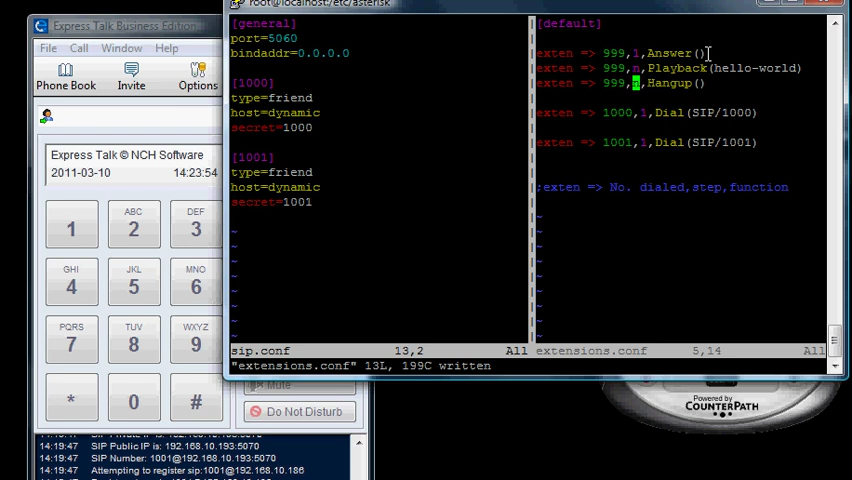 root@localhost:/etc/asterisk
Express Talk Business Edition
File Call Window Help
Phone Book Invite Options
Express Talk © NCH Software
2011-03-10 14:23:54
1 ABC 2 DEF 3
GHI 4 JKL 5 MNO 6
PQRS 7 TUV 8 WXYZ 9
* 0 #
Mute
Do Not Disturb
14:19:47 SIP Public IP is: 192.168.10.193:5070
14:19:47 SIP Number: 1001@192.168.10.193:5070
14:19:47 Attempting to register sip:1001@192.168.10.186
[general]
port=5060
bindaddr=0.0.0.0
[1000]
type=friend
host=dynamic
secret=1000
[1001]
type=friend
host=dynamic
secret=1001
~
~
~
~
~
~
~
~
sip.conf 13,2 All
[default]
exten => 999,1,Answer()
exten => 999,n,Playback(hello-world)
exten => 999,n,Hangup()
exten => 1000,1,Dial(SIP/1000)
exten => 1001,1,Dial(SIP/1001)
;exten => No. dialed,step,function
~
~
~
~
~
~
~
~
~
extensions.conf 5,14 All
"extensions.conf" 13L, 199C written
Powered by
COUNTERPATH